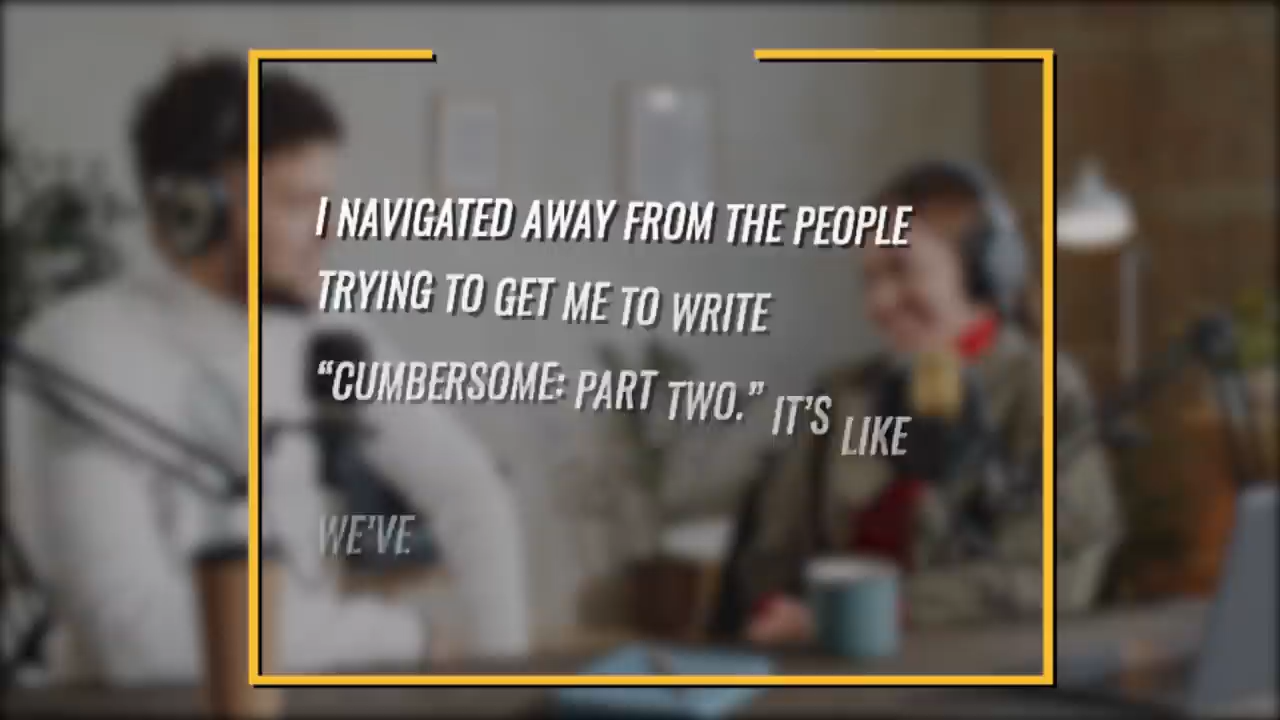 I NAVIGATED AWAY FROM THE PEOPLE
TRYING TO GET ME TO WRITE
“CUMBERSOME: PART TWO.” IT’S LIKE
WE’VE